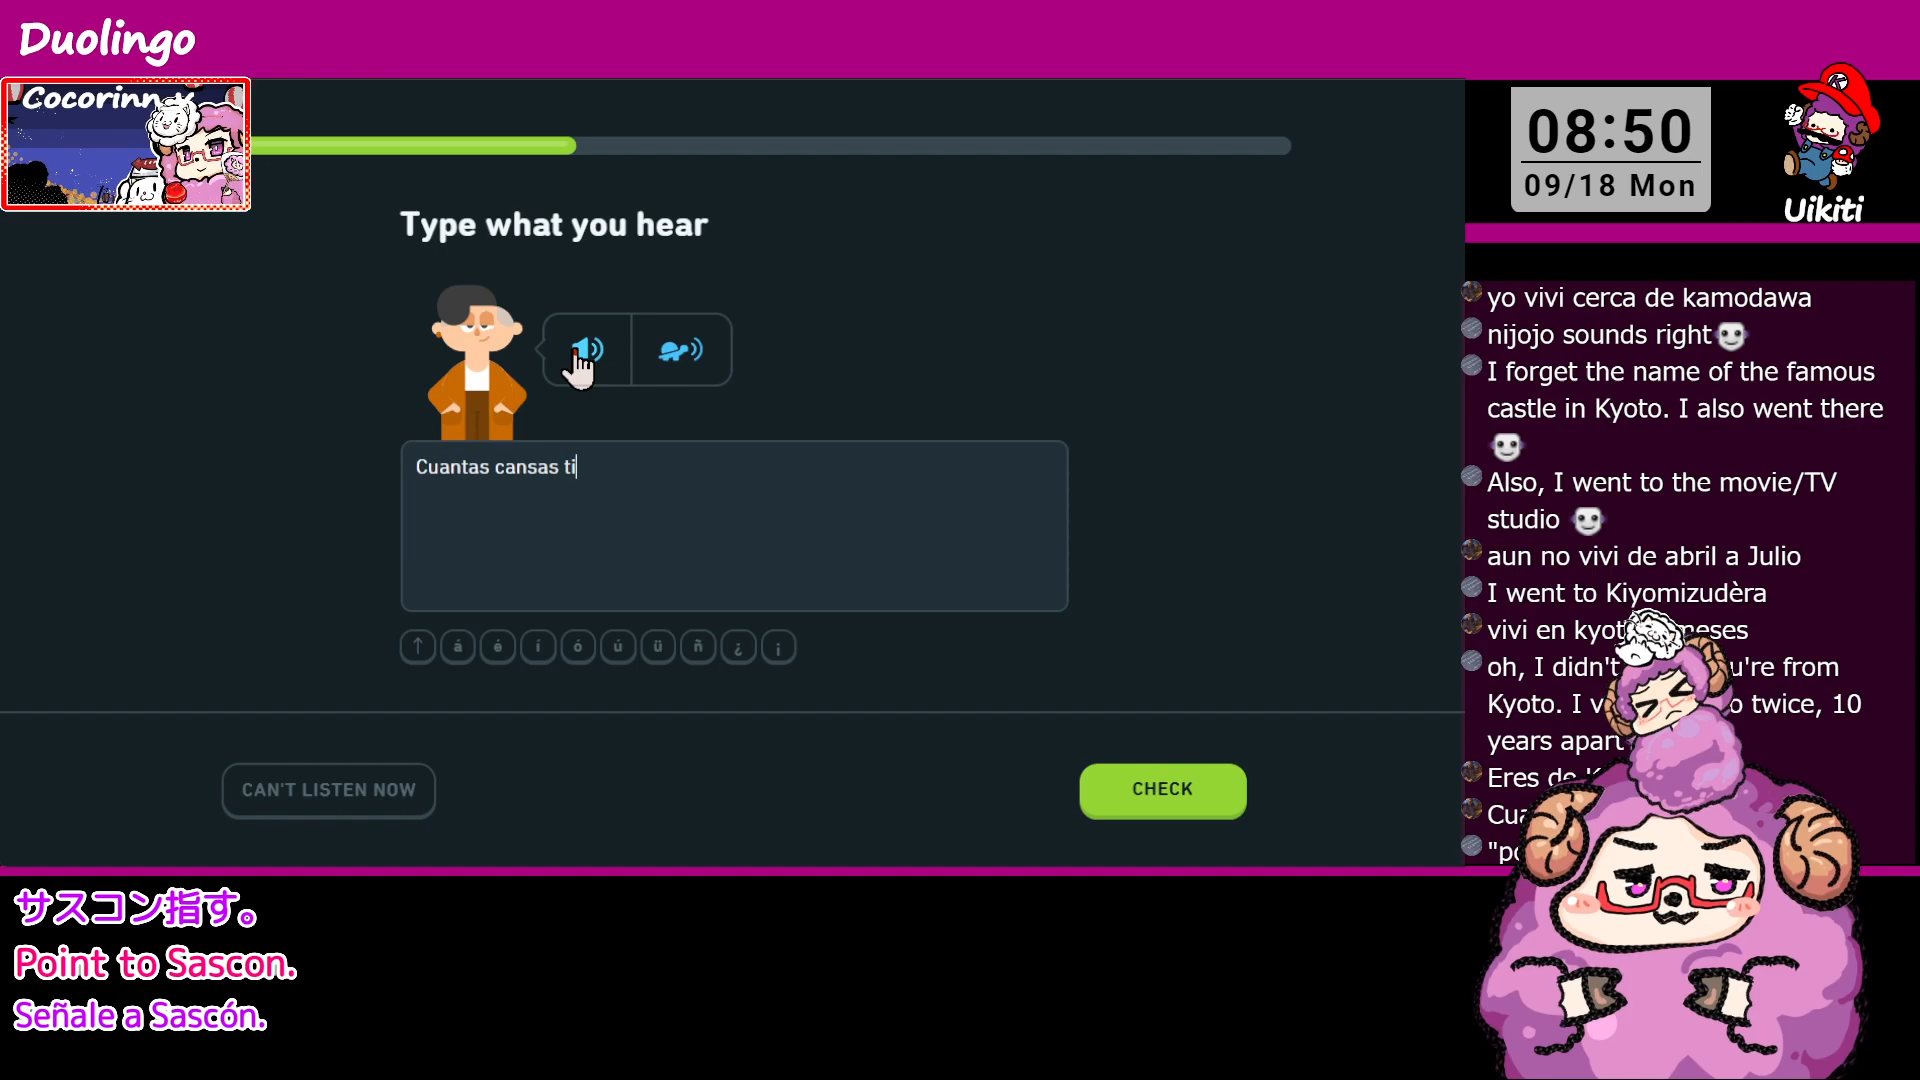 Duolingo
Cocorinn
Type what you hear
Cuantas cansas ti
↑ á é í ó ú ü ñ ¿ ¡
CAN'T LISTEN NOW
CHECK
08:50
09/18 Mon
Uikiti
yo vivi cerca de kamodawa
nijojo sounds right
I forget the name of the famous
castle in Kyoto. I also went there
Also, I went to the movie/TV
studio
aun no vivi de abril a Julio
I went to Kiyomizudèra
vivi en
oh, I didn't from
Kyoto. I twice, 10
years apart
Eres de
サスコン指す。
Point to Sascon.
Señale a Sascón.